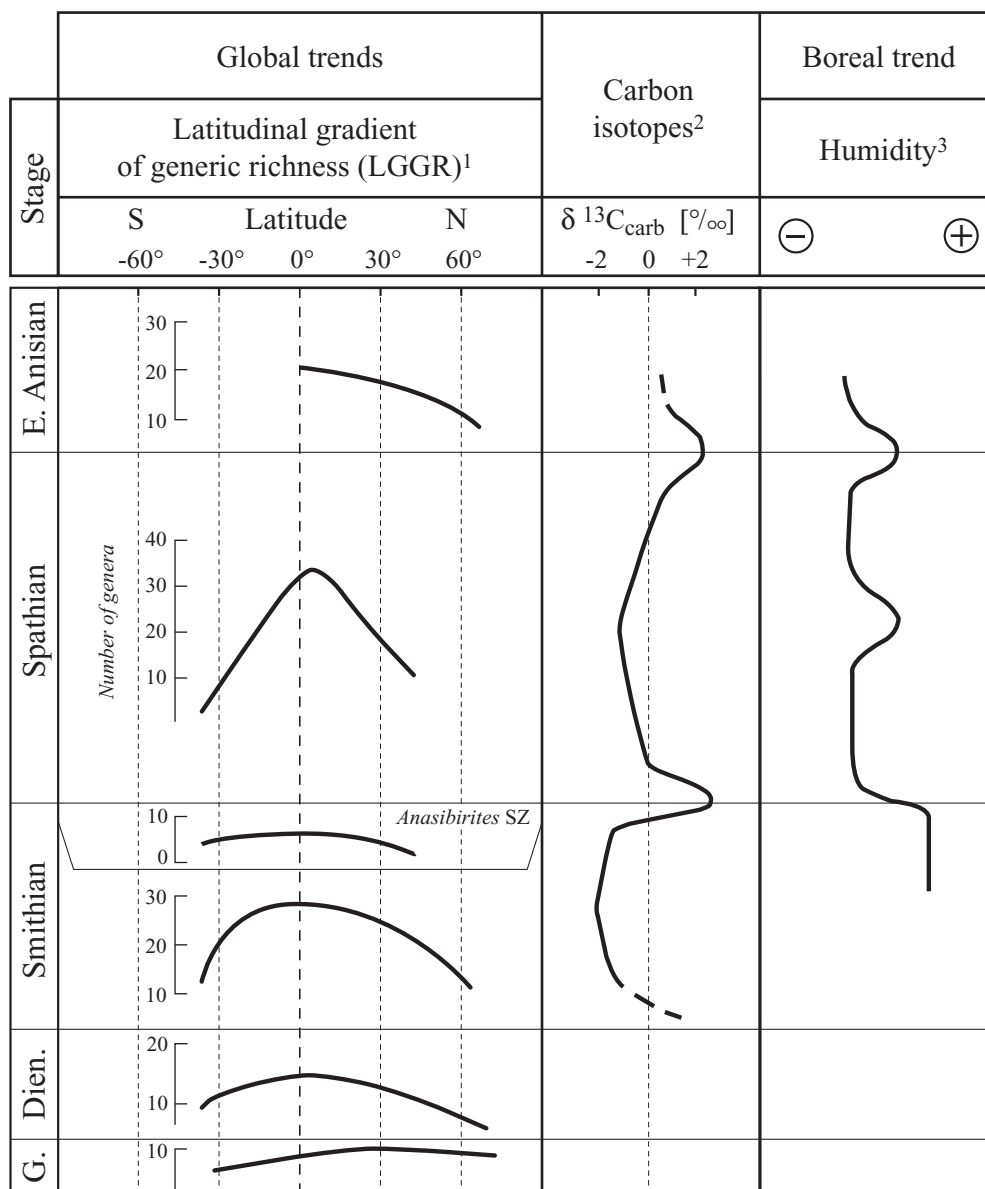 Global trends
Carbon
isotopes²
Boreal trend
Stage
Latitudinal gradient
of generic richness (LGGR)¹
Humidity³
S Latitude N
-60° -30° 0° 30° 60°
δ ¹³Ccarb [°/∞]
-2 0 +2
⊖ ⊕
E. Anisian
30
20
10
Spathian
Number of genera
40
30
20
10
Smithian
Anasibirites SZ
10
0
30
20
10
Dien.
20
10
G.
10